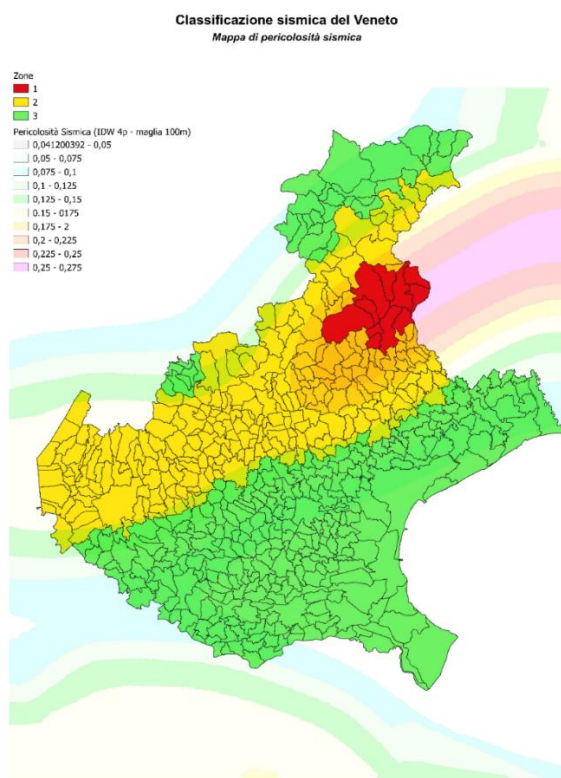 Classificazione sismica del Veneto
Mappa di pericolosità sismica
Zone
1
2
3
Pericolosità Sismica (IDW 4p - maglia 100m)
0,041200392 - 0,05
0,05 - 0,075
0,075 - 0,1
0,1 - 0,125
0,125 - 0,15
0.15 - 0175
0,175 - 2
0,2 - 0,225
0,225 - 0,25
0,25 - 0,275